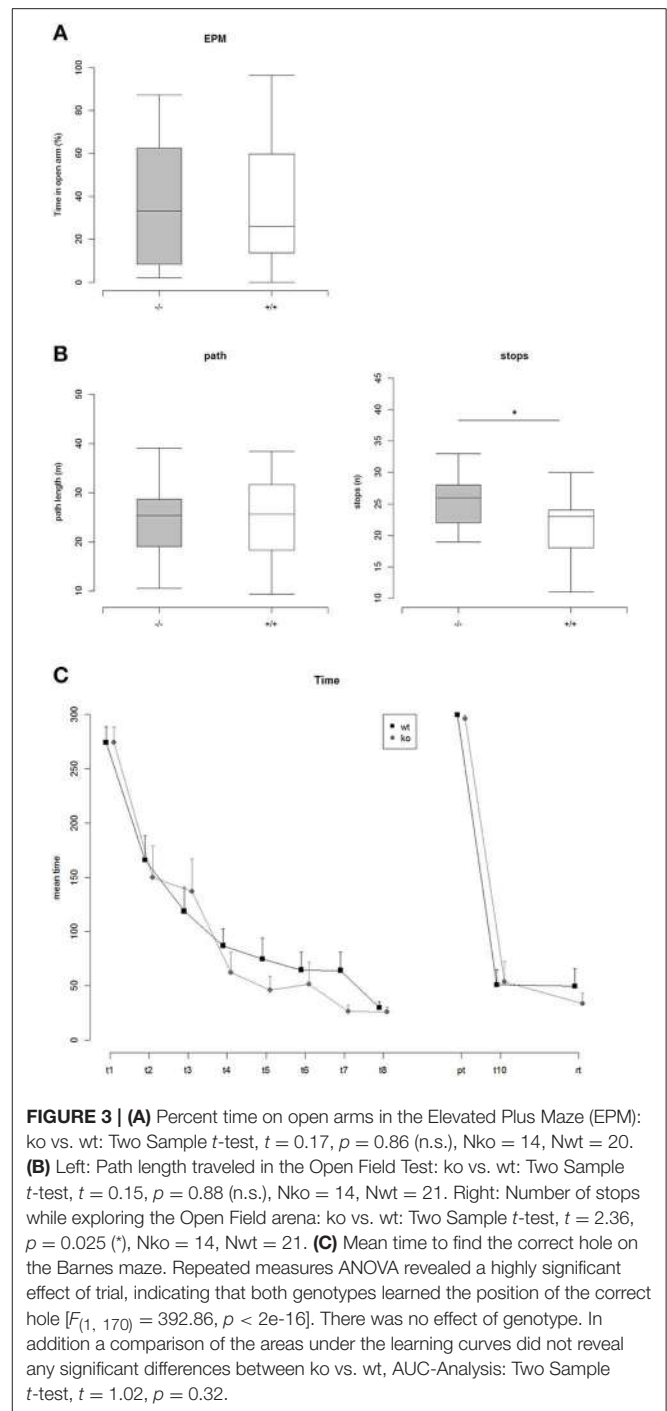 A
EPM
Time in open arm (%)
100
80
60
40
20
0
-/-
+/+
B
path
path length (m)
50
40
30
20
10
-/-
+/+
stops
stops (n)
45
40
35
30
25
20
15
10
*
-/-
+/+
C
Time
mean time
300
250
200
150
100
50
0
wt
ko
t1 t2 t3 t4 t5 t6 t7 t8 pt t10 rt
FIGURE 3 | (A) Percent time on open arms in the Elevated Plus Maze (EPM):
ko vs. wt: Two Sample t-test, t = 0.17, p = 0.86 (n.s.), Nko = 14, Nwt = 20.
(B) Left: Path length traveled in the Open Field Test: ko vs. wt: Two Sample
t-test, t = 0.15, p = 0.88 (n.s.), Nko = 14, Nwt = 21. Right: Number of stops
while exploring the Open Field arena: ko vs. wt: Two Sample t-test, t = 2.36,
p = 0.025 (*), Nko = 14, Nwt = 21. (C) Mean time to find the correct hole on
the Barnes maze. Repeated measures ANOVA revealed a highly significant
effect of trial, indicating that both genotypes learned the position of the correct
hole [F(1, 170) = 392.86, p < 2e-16]. There was no effect of genotype. In
addition a comparison of the areas under the learning curves did not reveal
any significant differences between ko vs. wt, AUC-Analysis: Two Sample
t-test, t = 1.02, p = 0.32.